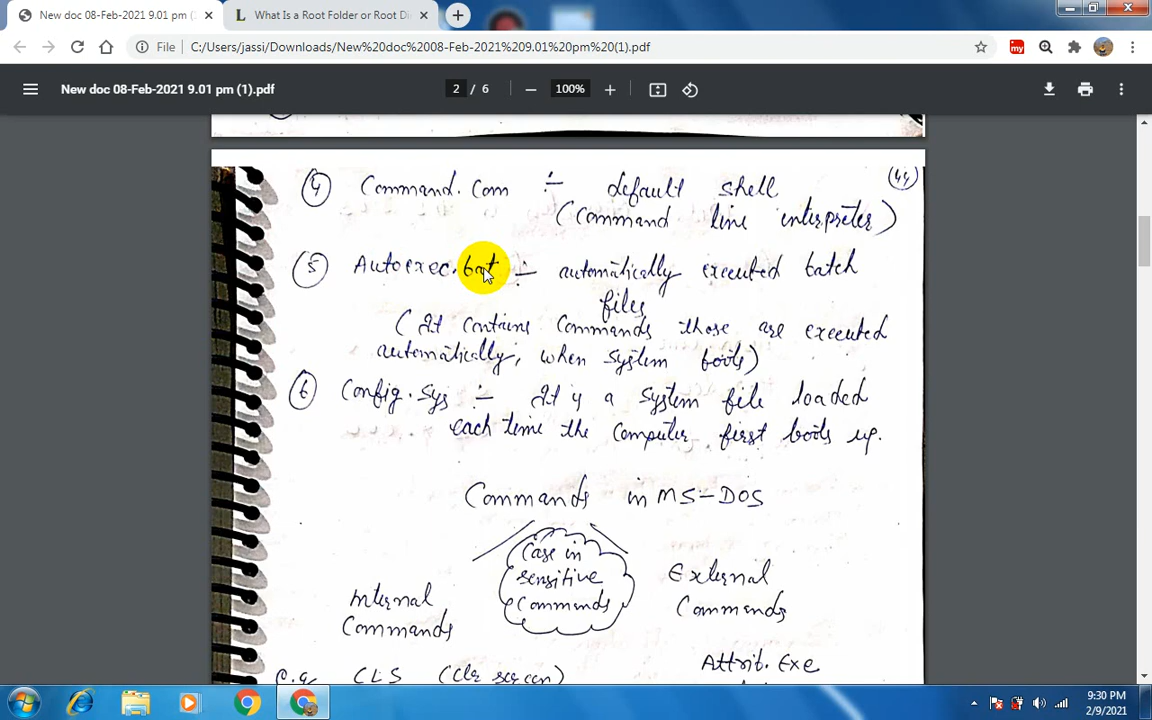 New doc 08-Feb-2021 9.01 pm (
What Is a Root Folder or Root Di
File
C:/Users/jassi/Downloads/New%20doc%2008-Feb-2021%209.01%20pm%20(1).pdf
my
New doc 08-Feb-2021 9.01 pm (1).pdf
2 / 6
100%
44
4 Command.Com :- default shell
(Command line interpreter)
5 Autoexec.bat :- automatically executed batch
files
(It contains Commands those are executed
automatically, when system boots)
6 Config.Sys :- It is a System file loaded
each time the Computer first boots up.
Commands in MS-DOS
Case in
sensitive
Commands
Internal
Commands
External
Commands
e.g CLS (Clr screen)
Attrib.Exe
9:30 PM
2/9/2021